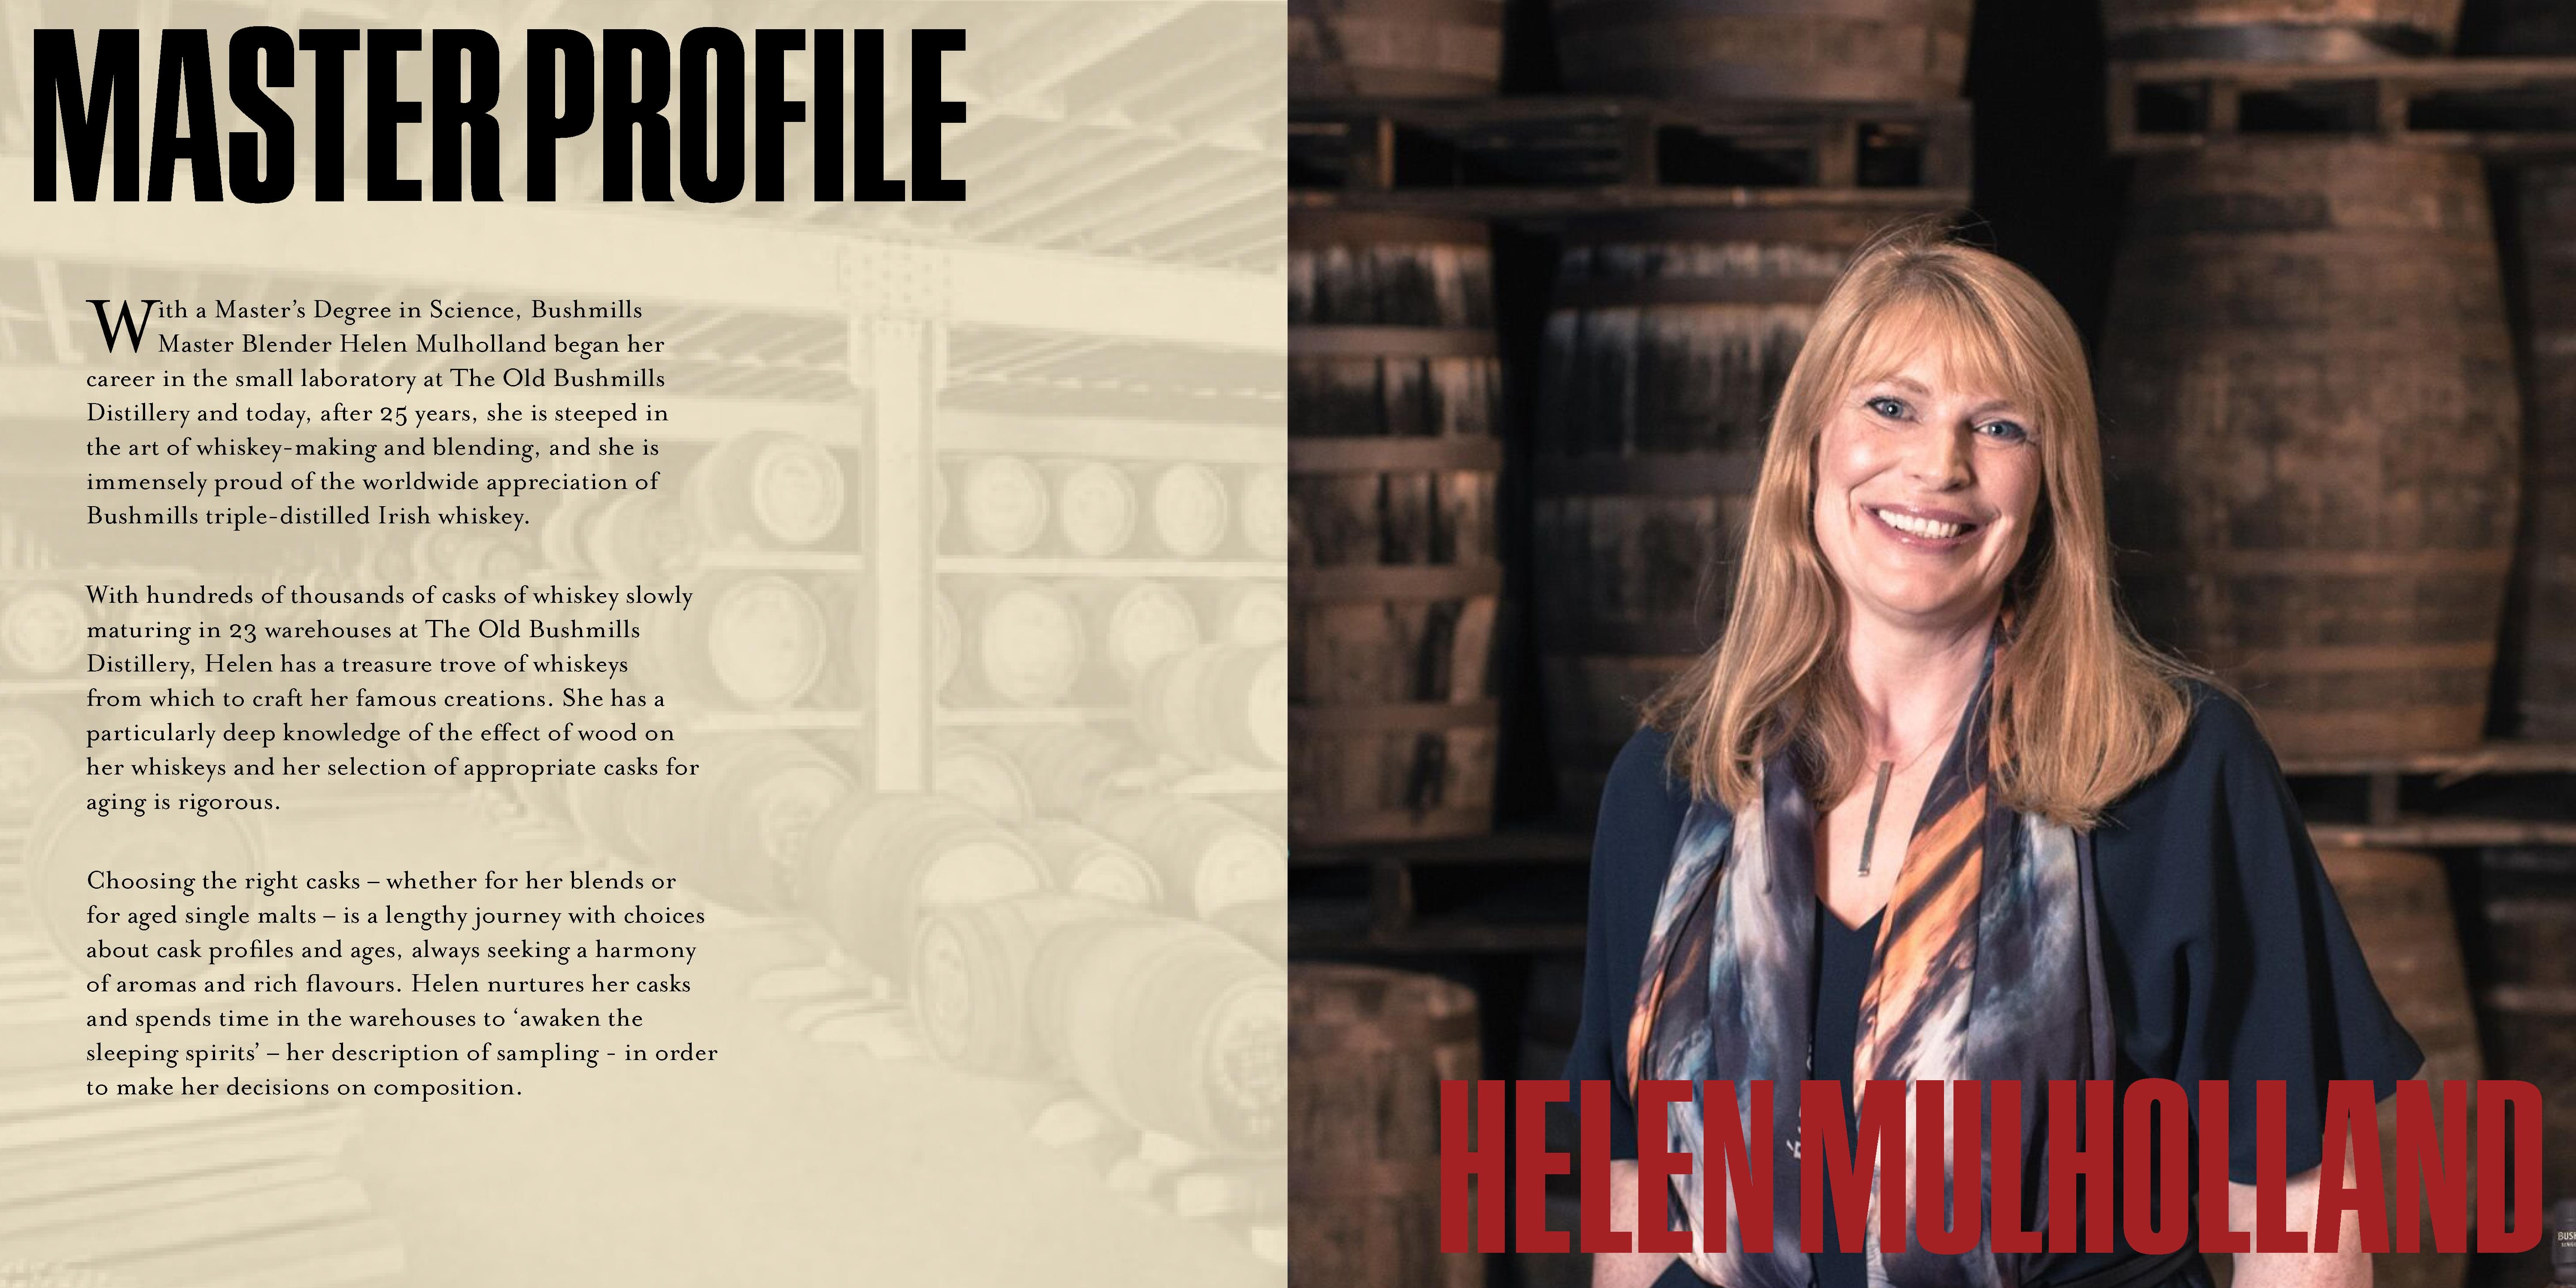 MASTER PROFILE
With a Master’s Degree in Science, Bushmills
Master Blender Helen Mulholland began her
career in the small laboratory at The Old Bushmills
Distillery and today, after 25 years, she is steeped in
the art of whiskey-making and blending, and she is
immensely proud of the worldwide appreciation of
Bushmills triple-distilled Irish whiskey.
With hundreds of thousands of casks of whiskey slowly
maturing in 23 warehouses at The Old Bushmills
Distillery, Helen has a treasure trove of whiskeys
from which to craft her famous creations. She has a
particularly deep knowledge of the effect of wood on
her whiskeys and her selection of appropriate casks for
aging is rigorous.
Choosing the right casks – whether for her blends or
for aged single malts – is a lengthy journey with choices
about cask profiles and ages, always seeking a harmony
of aromas and rich flavours. Helen nurtures her casks
and spends time in the warehouses to ‘awaken the
sleeping spirits’ – her description of sampling - in order
to make her decisions on composition.
HELEN MULHOLLAND